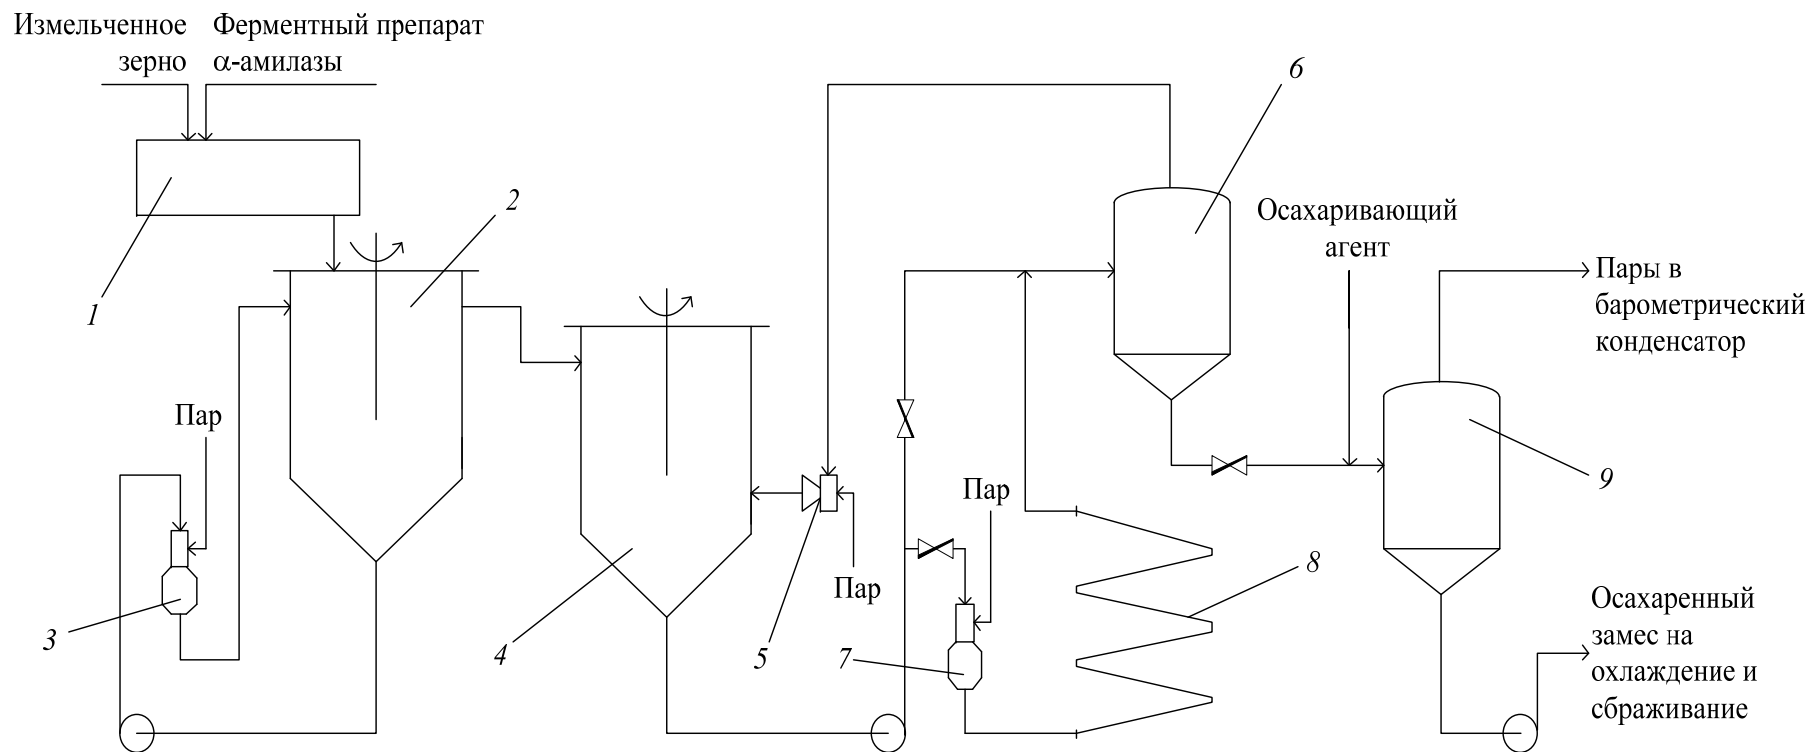 Измельченное
зерно
Ферментный препарат
α-амилазы
6
2
Осахаривающий
агент
1
Пары в
барометрический
конденсатор
Пар
9
Пар
8
Пар
3
4
5
7
Осахаренный
замес на
охлаждение и
сбраживание